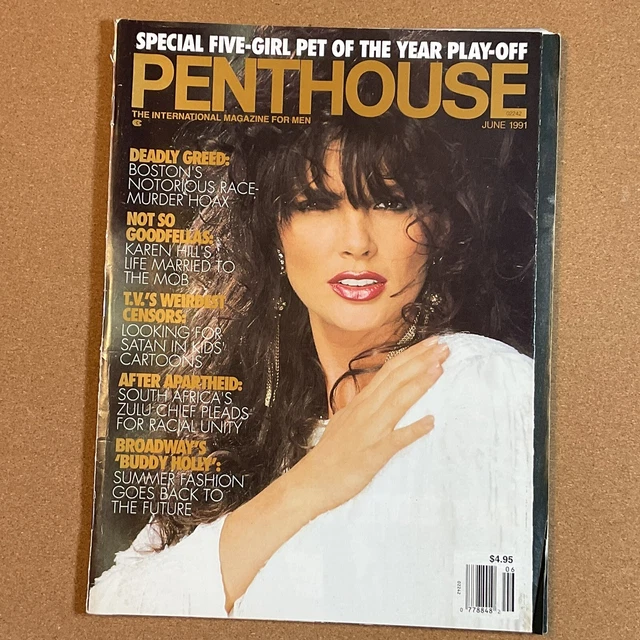 SPECIAL FIVE-GIRL PET OF THE YEAR PLAY-OFF
PENTHOUSE
THE INTERNATIONAL MAGAZINE FOR MEN
JUNE 1991
DEADLY GREED:
BOSTON'S
NOTORIOUS RACE-
MURDER HOAX
NOT SO
GOODFELLAS:
KAREN HILL'S
LIFE MARRIED TO
THE MOB
T.V.'S WEIRDEST
CENSORS:
LOOKING FOR
SATAN IN KIDS'
CARTOONS
AFTER APARTHEID:
SOUTH AFRICA'S
ZULU CHIEF PLEADS
FOR RACIAL UNITY
BROADWAY'S
'BUDDY HOLLY':
SUMMER FASHION
GOES BACK TO
THE FUTURE
$4.95
06